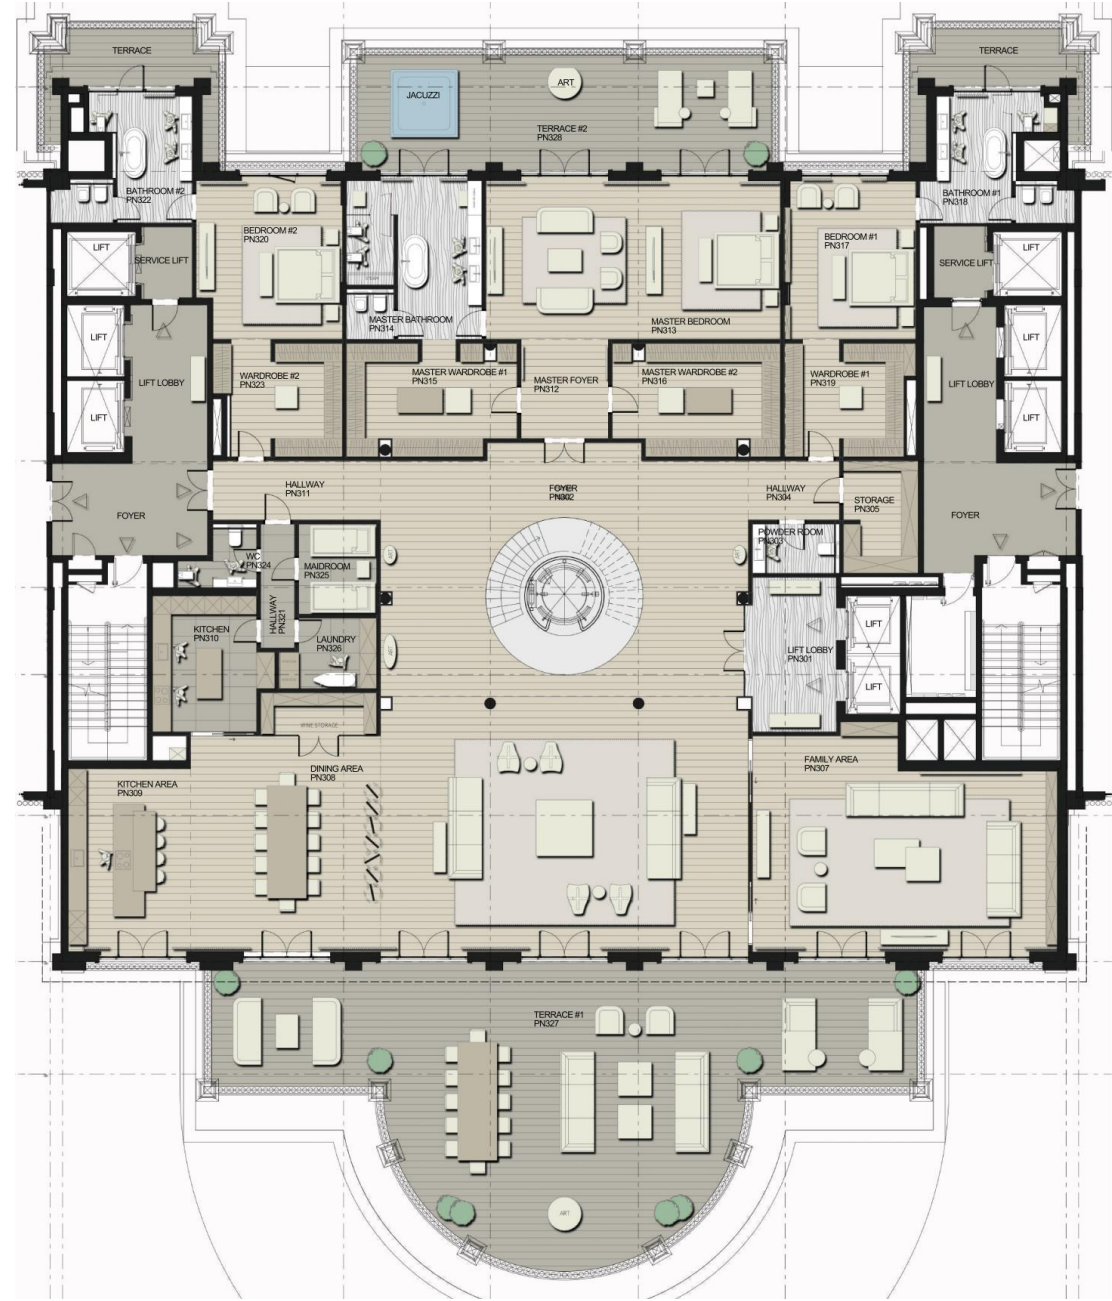 TERRACE
TERRACE
JACUZZI
ART
TERRACE #2
PN328
BATHROOM #2
PN322
BATHROOM #1
PN318
BEDROOM #2
PN320
BEDROOM #1
PN317
LIFT
SERVICE LIFT
SERVICE LIFT
LIFT
MASTER BATHROOM
PN314
MASTER BEDROOM
PN313
LIFT
LIFT
LIFT LOBBY
WARDROBE #2
PN323
MASTER WARDROBE #1
PN315
MASTER FOYER
PN312
MASTER WARDROBE #2
PN316
WARDROBE #1
PN319
LIFT LOBBY
LIFT
LIFT
HALLWAY
PN311
FOYER
PN302
HALLWAY
PN304
STORAGE
PN305
FOYER
FOYER
WC
PN324
MAIDROOM
PN325
POWDER ROOM
PN303
ART
ART
HALLWAY
PN321
KITCHEN
PN310
LAUNDRY
PN326
ART
LIFT LOBBY
PN301
LIFT
LIFT
WINE STORAGE
DINING AREA
PN308
FAMILY AREA
PN307
KITCHEN AREA
PN309
TERRACE #1
PN327
ART